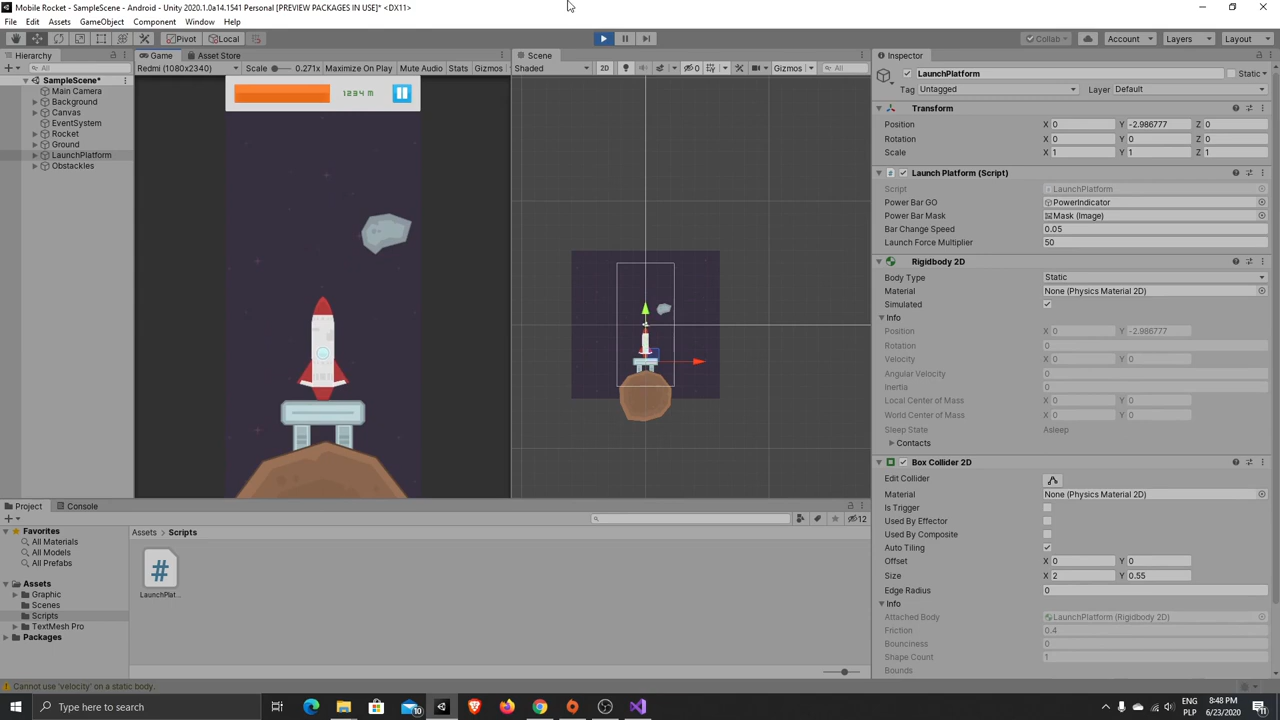 Mobile Rocket - SampleScene - Android - Unity 2020.1.0a14.1541 Personal [PREVIEW PACKAGES IN USE]* <DX11>
File Edit Assets GameObject Component Window Help
Pivot Local Collab Account Layers Layout
Hierarchy
All
SampleScene*
Main Camera
Background
Canvas
EventSystem
Rocket
Ground
LaunchPlatform
Obstacles
Game Asset Store
Redmi (1080x2340) Scale 0.271x Maximize On Play Mute Audio Stats Gizmos
1234 m
Scene
Shaded 2D 0 Gizmos All
Inspector
LaunchPlatform Static
Tag Untagged Layer Default
Transform
Position X 0 Y -2.986777 Z 0
Rotation X 0 Y 0 Z 0
Scale X 1 Y 1 Z 1
Launch Platform (Script)
Script LaunchPlatform
Power Bar GO PowerIndicator
Power Bar Mask Mask (Image)
Bar Change Speed 0.05
Launch Force Multiplier 50
Rigidbody 2D
Body Type Static
Material None (Physics Material 2D)
Simulated
Info
Position X 0 Y -2.986777
Rotation 0
Velocity X 0 Y 0
Angular Velocity 0
Inertia 0
Local Center of Mass X 0 Y 0
World Center of Mass X 0 Y 0
Sleep State Asleep
Contacts
Box Collider 2D
Edit Collider
Material None (Physics Material 2D)
Is Trigger
Used By Effector
Used By Composite
Auto Tiling
Offset X 0 Y 0
Size X 2 Y 0.55
Edge Radius 0
Info
Attached Body LaunchPlatform (Rigidbody 2D)
Friction 0.4
Bounciness 0
Shape Count 1
Bounds
Project Console
12
Favorites
All Materials
All Models
All Prefabs
Assets
Graphic
Scenes
Scripts
TextMesh Pro
Packages
Assets Scripts
#
LaunchPlat...
Cannot use 'velocity' on a static body.
Type here to search
10
ENG
PLP
8:48 PM
6/23/2020